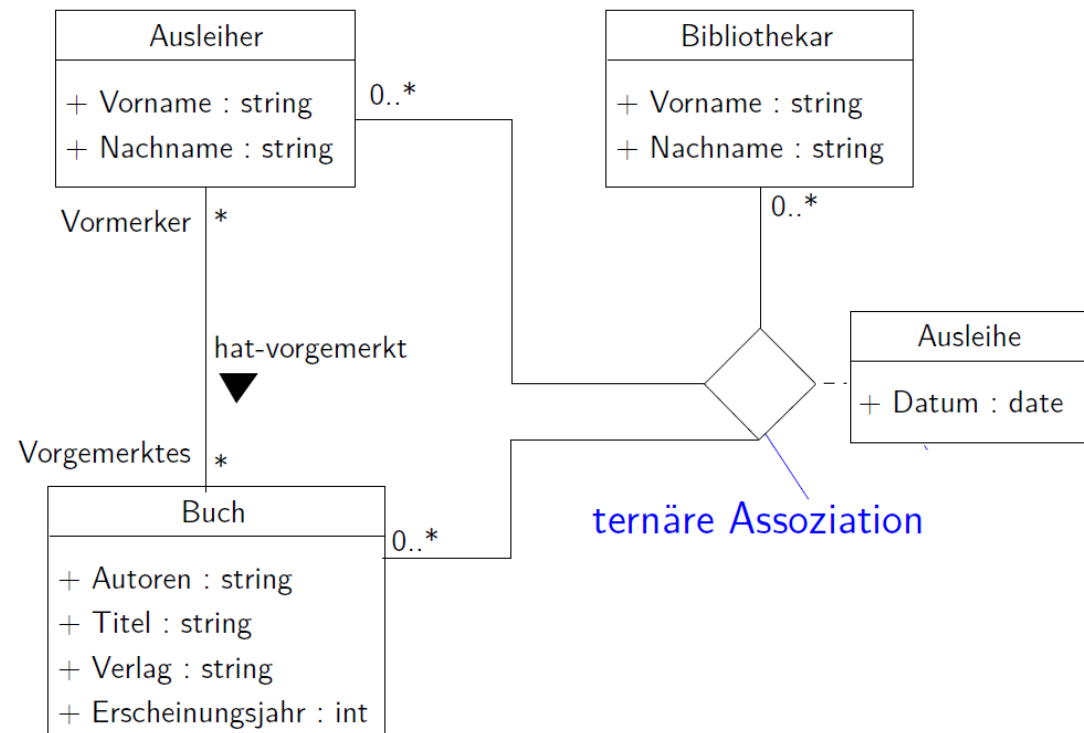 Ausleiher
+ Vorname : string
+ Nachname : string
0..*
Bibliothekar
+ Vorname : string
+ Nachname : string
0..*
Vormerker
*
hat-vorgemerkt
Vorgemerktes
*
Ausleihe
+ Datum : date
ternäre Assoziation
Buch
+ Autoren : string
+ Titel : string
+ Verlag : string
+ Erscheinungsjahr : int
0..*